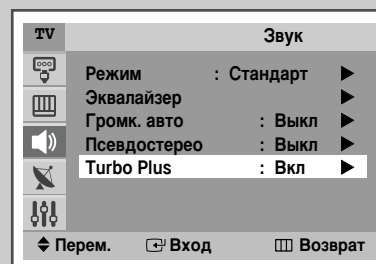 TV Звук
Режим : Стандарт
Эквалайзер
Громк. авто : Выкл
Псевдостерео : Выкл
Turbo Plus : Вкл
Перем. Вход Возврат